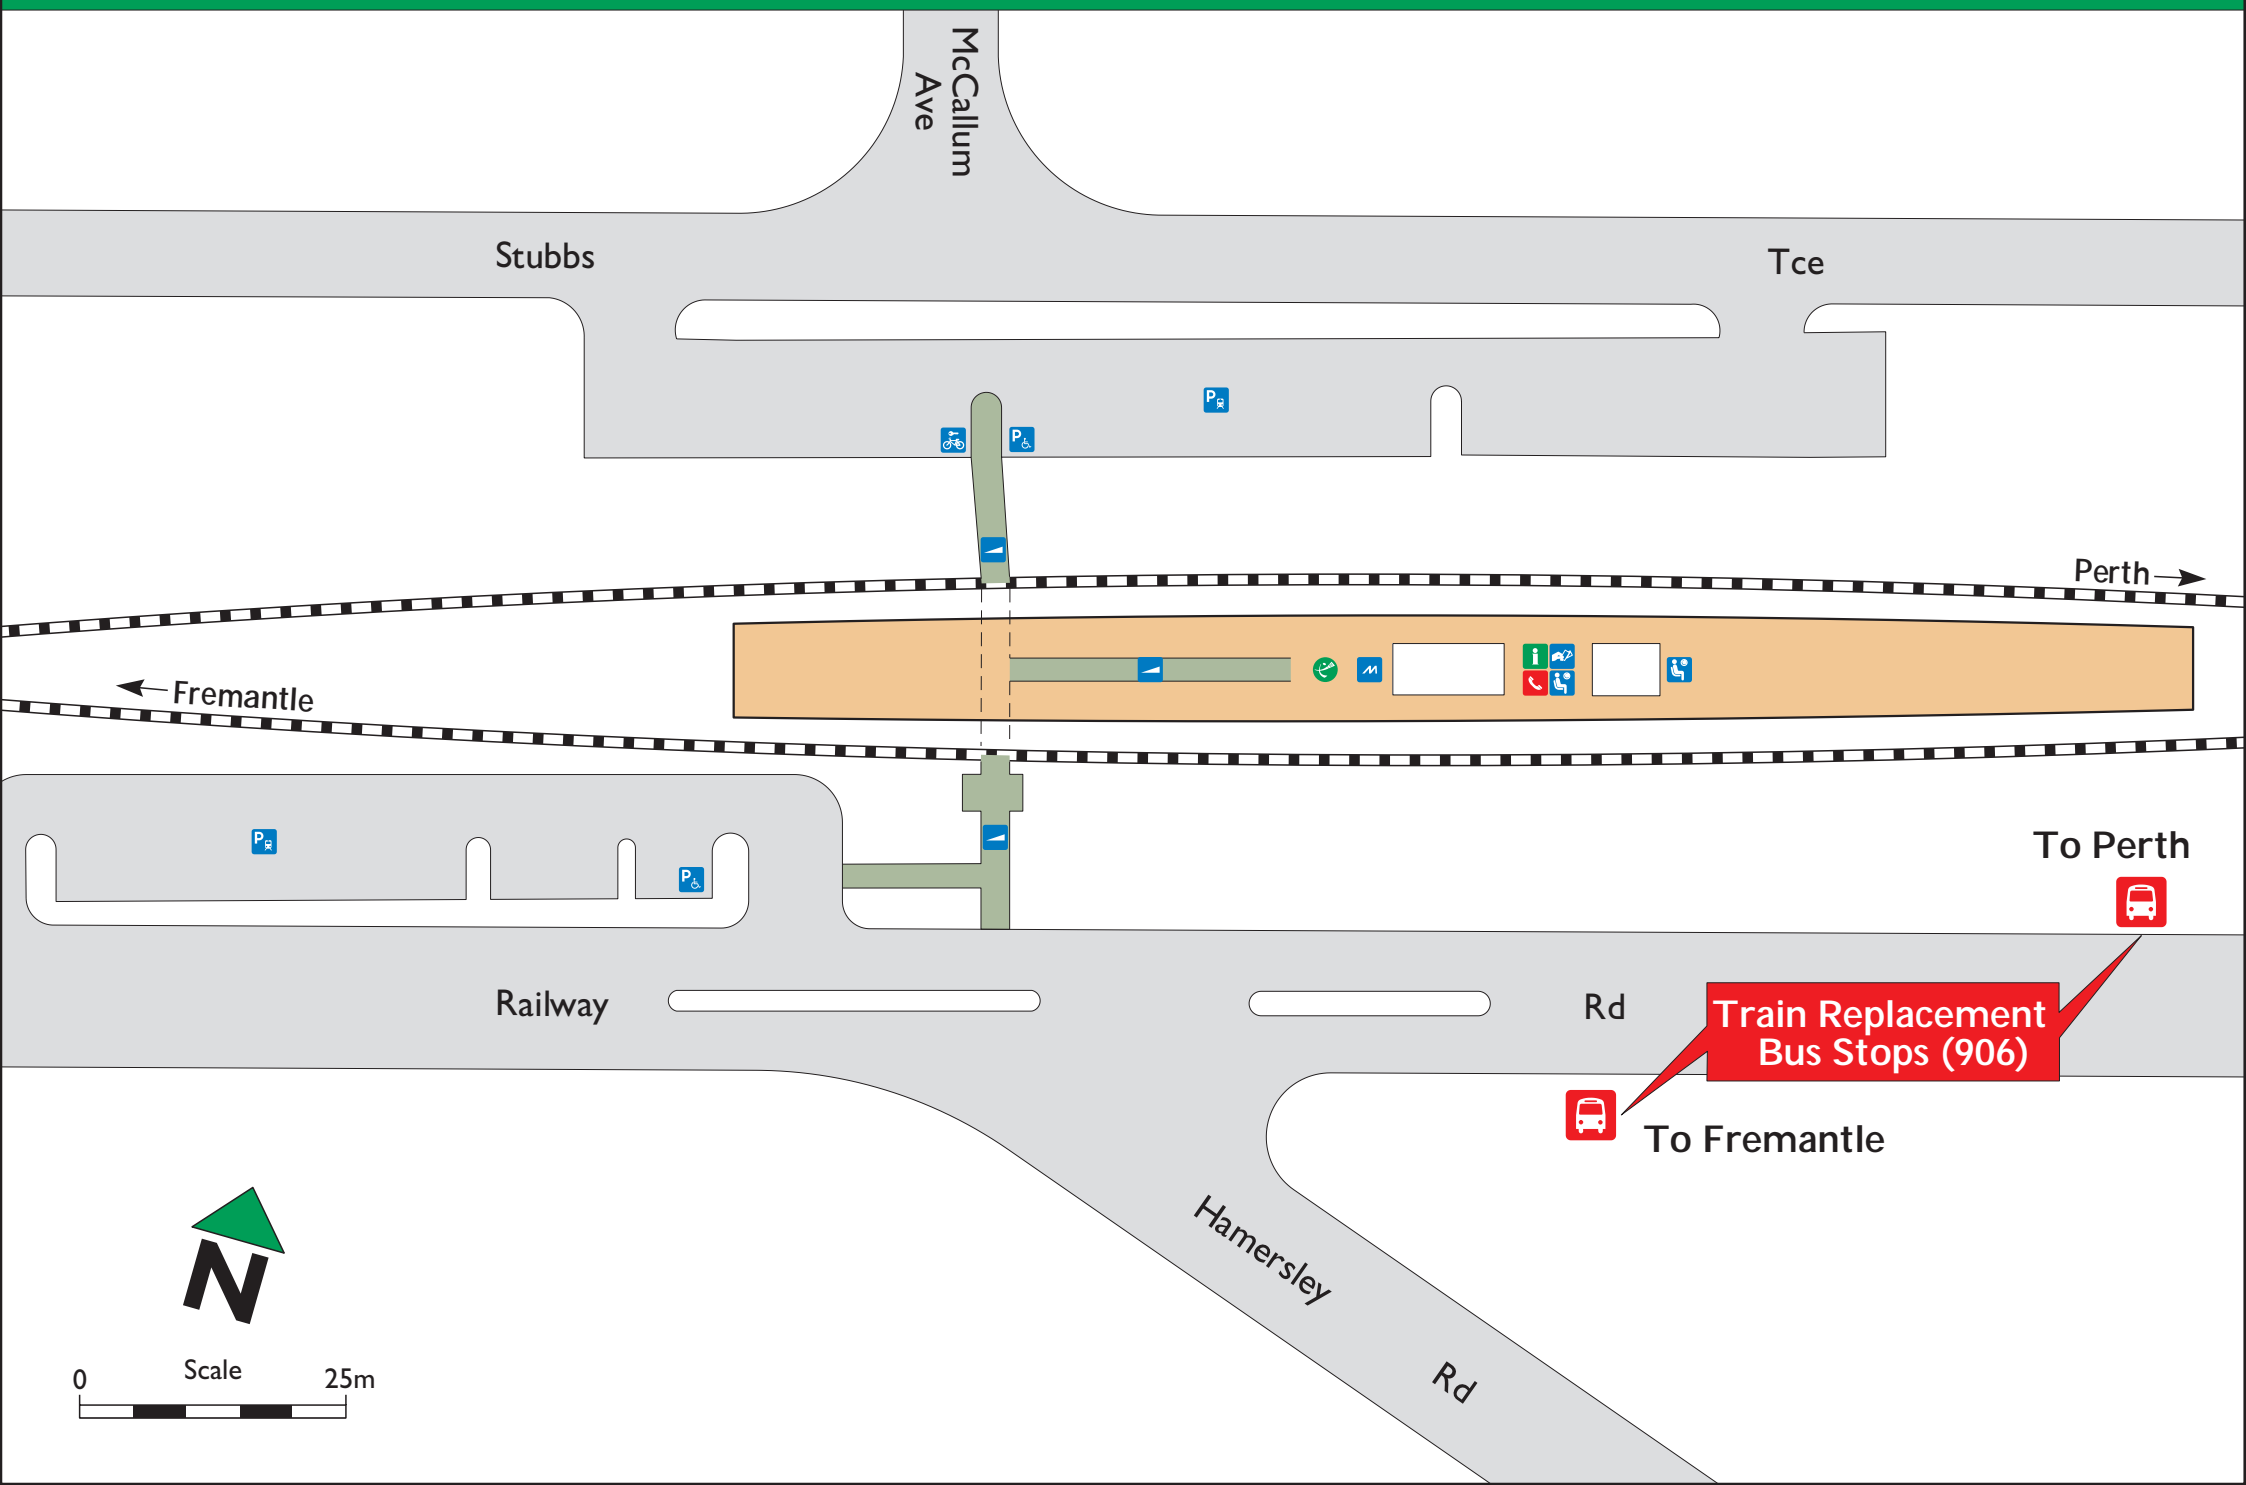 McCallum
Ave
Stubbs
Tce
P
P
Perth
Fremantle
i
P
P
To Perth
Railway
Rd
Train Replacement
Bus Stops (906)
To Fremantle
Hamersley
Rd
N
Scale
0
25m